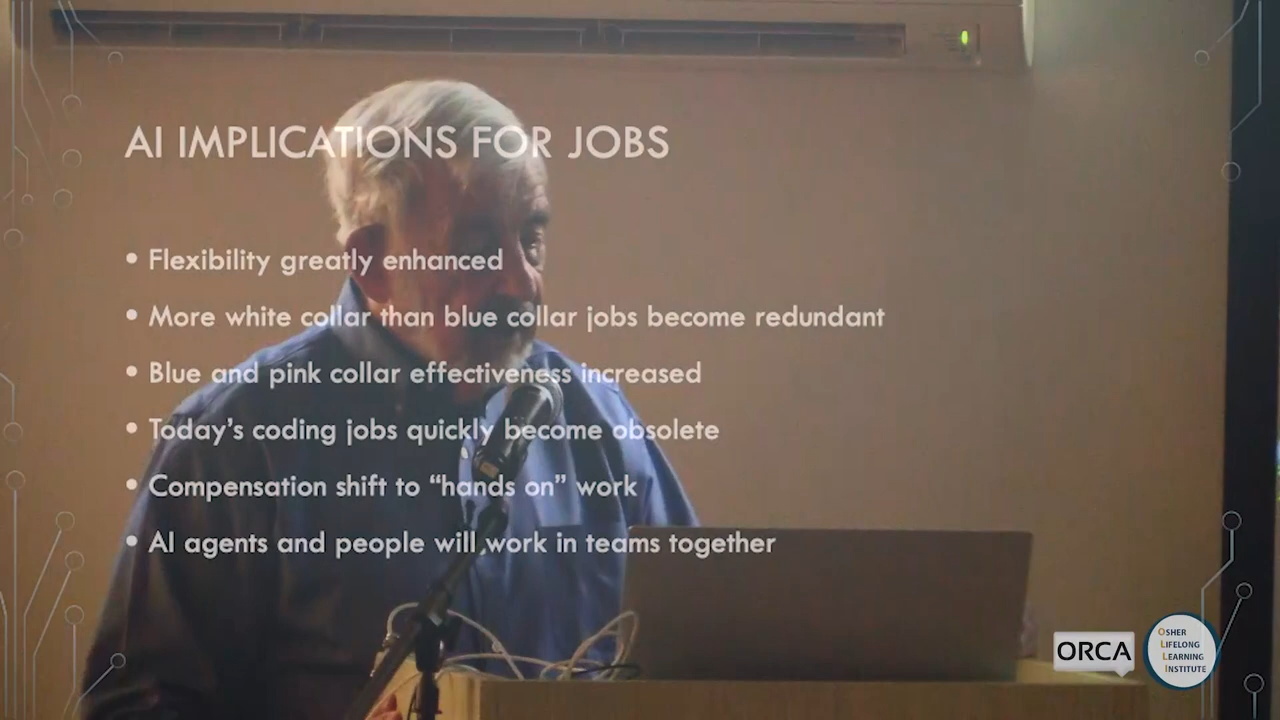 AI IMPLICATIONS FOR JOBS
• Flexibility greatly enhanced
• More white collar than blue collar jobs become redundant
• Blue and pink collar effectiveness increased
• Today’s coding jobs quickly become obsolete
• Compensation shift to “hands on” work
• AI agents and people will work in teams together
ORCA
OSHER
LIFELONG
LEARNING
INSTITUTE